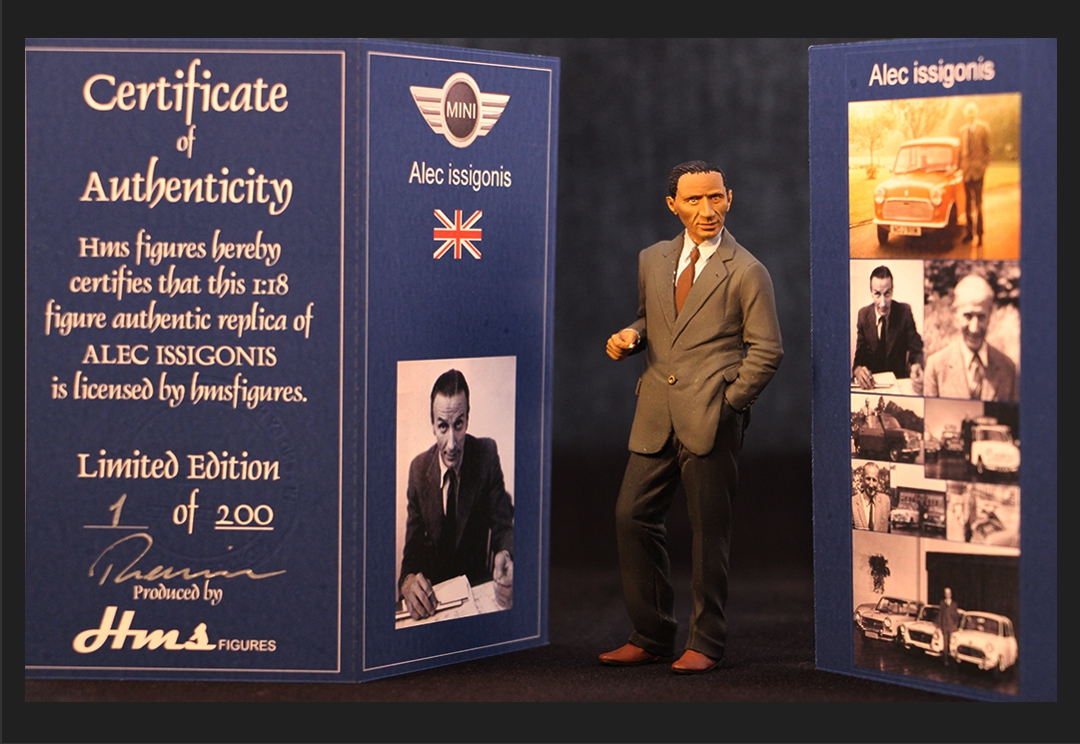 Certificate
of
Authenticity
Hms figures hereby
certifies that this 1:18
figure authentic replica of
ALEC ISSIGONIS
is licensed by hmsfigures.
Limited Edition
1 of 200
Produced by
Hms FIGURES
MINI
Alec issigonis
Alec issigonis